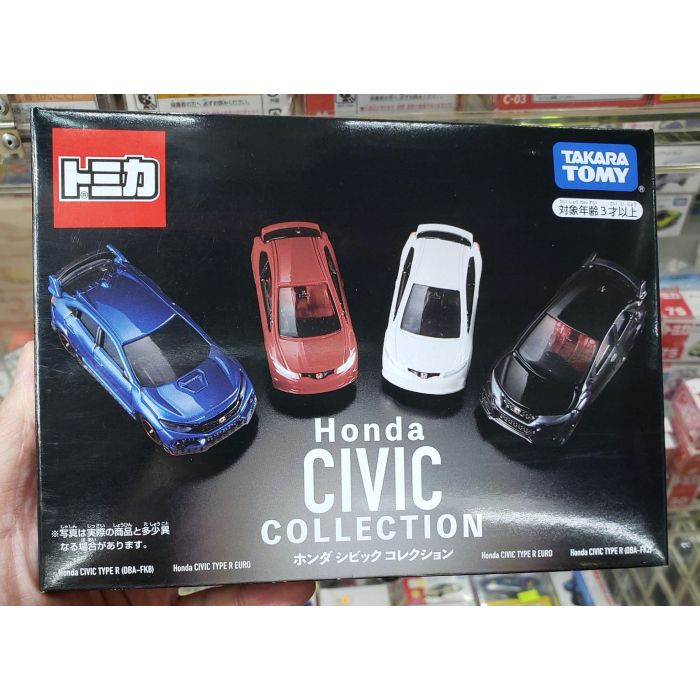 C-03
トミカ
TAKARA
TOMY
対象年齢3才以上
Honda
CIVIC
COLLECTION
ホンダ シビック コレクション
※写真は実際の商品と多少異
なる場合があります。
Honda CIVIC TYPE R (DBA-FK8)
Honda CIVIC TYPE R EURO
Honda CIVIC TYPE R EURO
Honda CIVIC TYPE R (DBA-FK2)
75